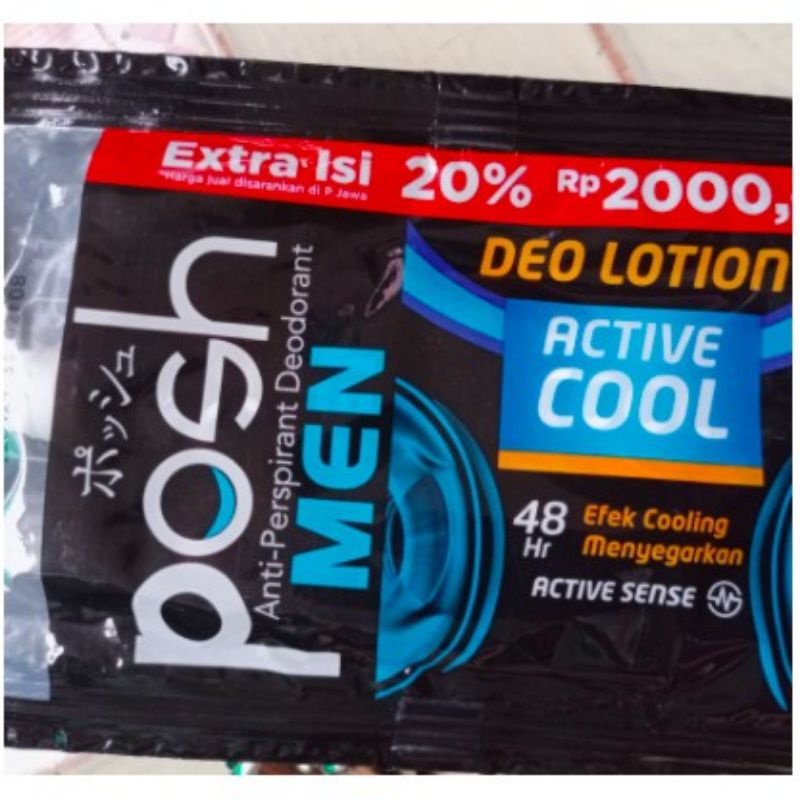 Extra Isi 20% Rp2000,
*Harga jual disarankan di P.Jawa
ポッシュ
posh
Anti-Perspirant Deodorant
MEN
DEO LOTION
ACTIVE
COOL
48 Hr
Efek Cooling
Menyegarkan
ACTIVE SENSE